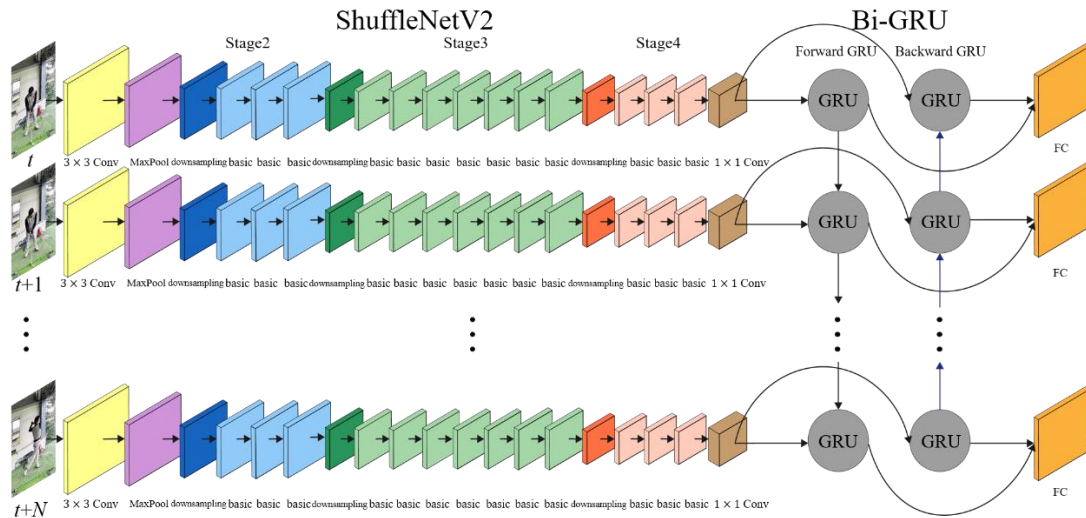 ShuffleNetV2 Bi-GRU
Stage2 Stage3 Stage4
Forward GRU Backward GRU
GRU GRU
t 3 × 3 Conv MaxPool downsampling basic basic basic downsampling basic basic basic basic basic basic basic downsampling basic basic basic 1 × 1 Conv FC
GRU GRU
t+1 3 × 3 Conv MaxPool downsampling basic basic basic downsampling basic basic basic basic basic basic basic downsampling basic basic basic 1 × 1 Conv FC
GRU GRU
t+N 3 × 3 Conv MaxPool downsampling basic basic basic downsampling basic basic basic basic basic basic basic downsampling basic basic basic 1 × 1 Conv FC